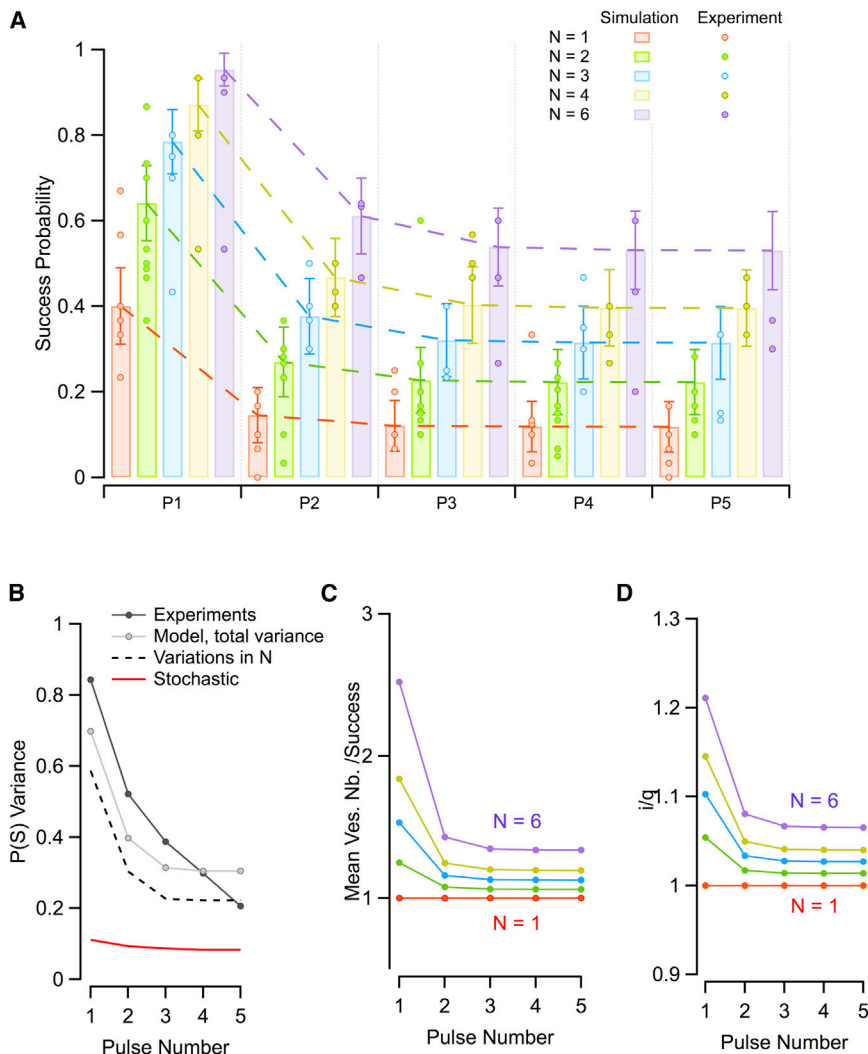 A
Simulation Experiment
N = 1
N = 2
N = 3
N = 4
N = 6
Success Probability
1
0.8
0.6
0.4
0.2
0
P1 P2 P3 P4 P5
B
Experiments
Model, total variance
Variations in N
Stochastic
P(S) Variance
1
0.8
0.6
0.4
0.2
0
1 2 3 4 5
Pulse Number
C
Mean Ves. Nb. /Success
3
2
1
N = 6
N = 1
1 2 3 4 5
Pulse Number
D
i/q
1.3
1.2
1.1
1
0.9
N = 6
N = 1
1 2 3 4 5
Pulse Number